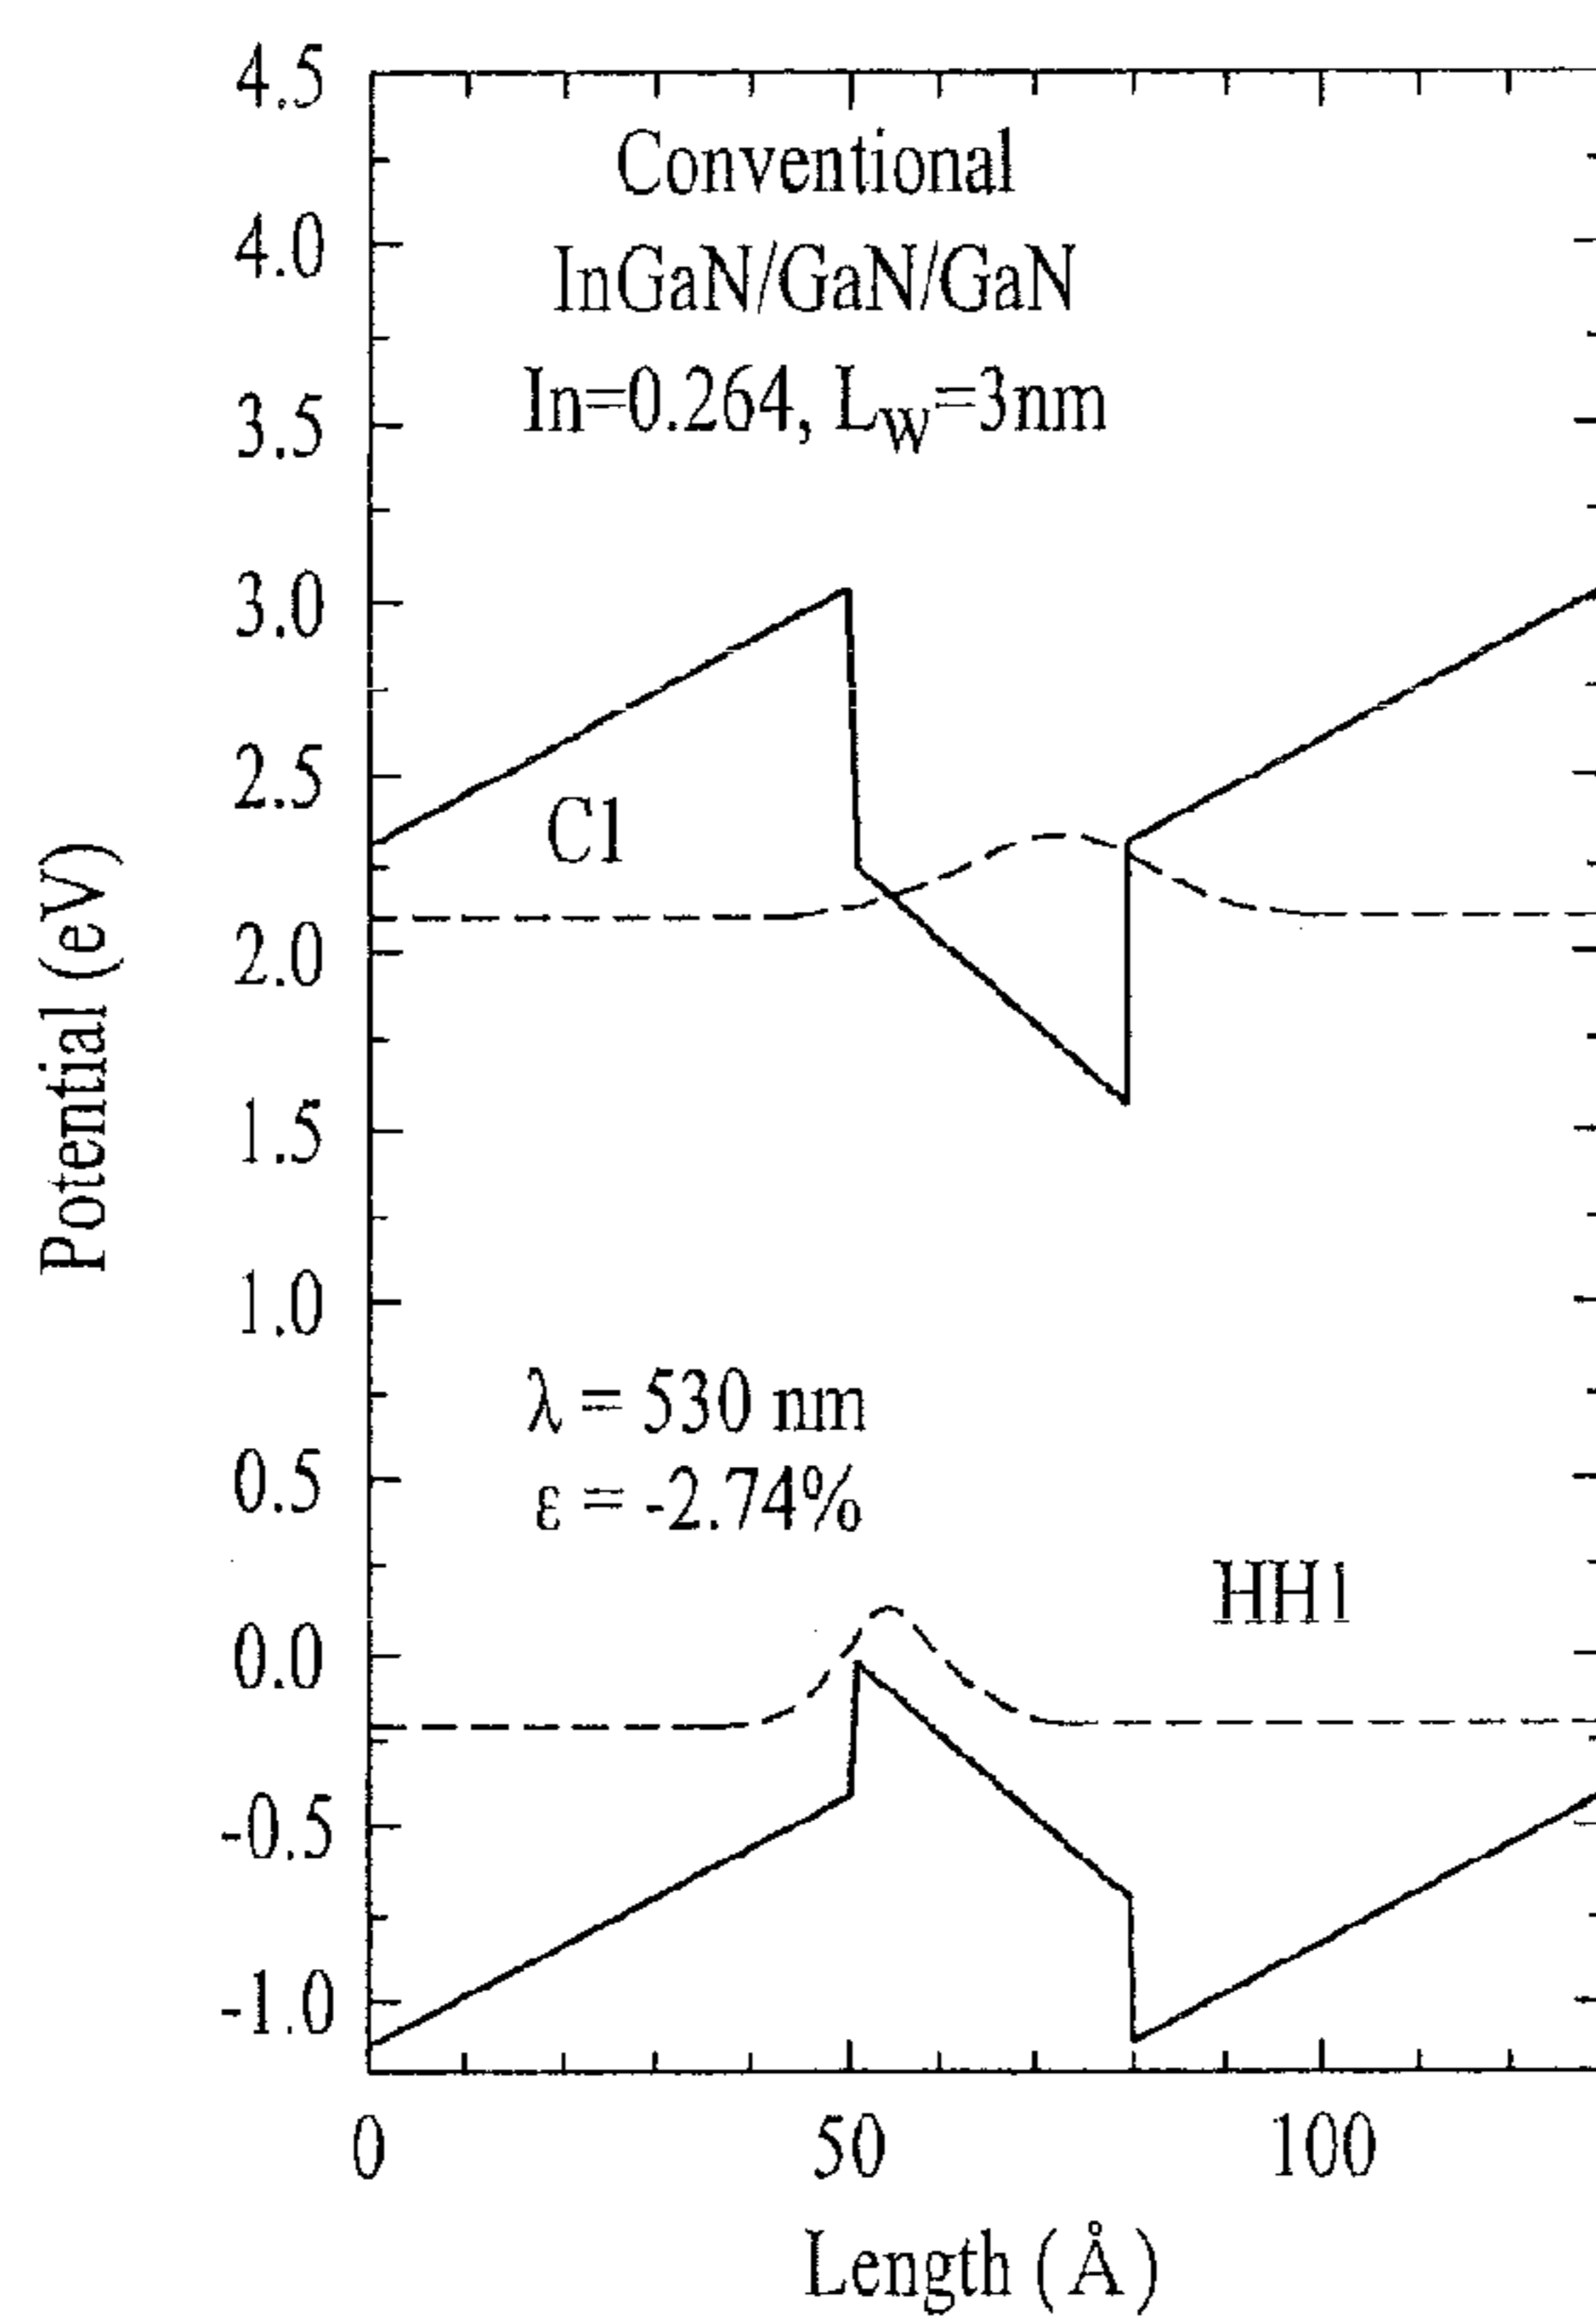 4.5
Conventional
4.0
InGaN/GaN/GaN
3.5
In=0.264, Lw=3nm
3.0
2.5
C1
Potential (eV)
2.0
1.5
1.0
λ = 530 nm
0.5
ε = -2.74%
HH1
0.0
-0.5
-1.0
0
50
100
Length (Å)